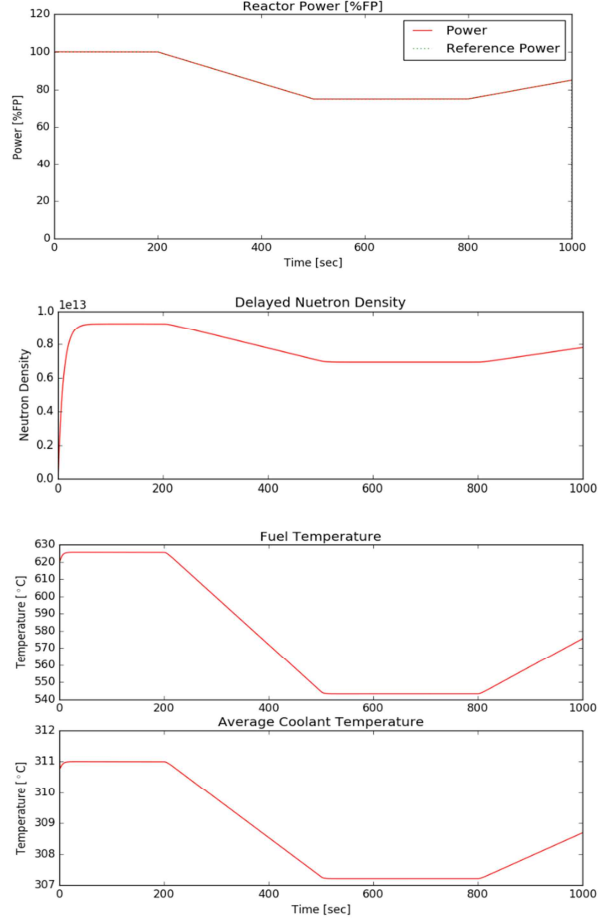 Reactor Power [%FP]
120
100
80
60
40
20
0
Power [%FP]
Power
Reference Power
0 200 400 600 800 1000
Time [sec]
Delayed Nuetron Density
1e13
1.0
0.8
0.6
0.4
0.2
0.0
Neutron Density
0 200 400 600 800 1000
Fuel Temperature
630
620
610
600
590
580
570
560
550
540
Temperature [°C]
0 200 400 600 800 1000
Average Coolant Temperature
312
311
310
309
308
307
Temperature [°C]
0 200 400 600 800 1000
Time [sec]